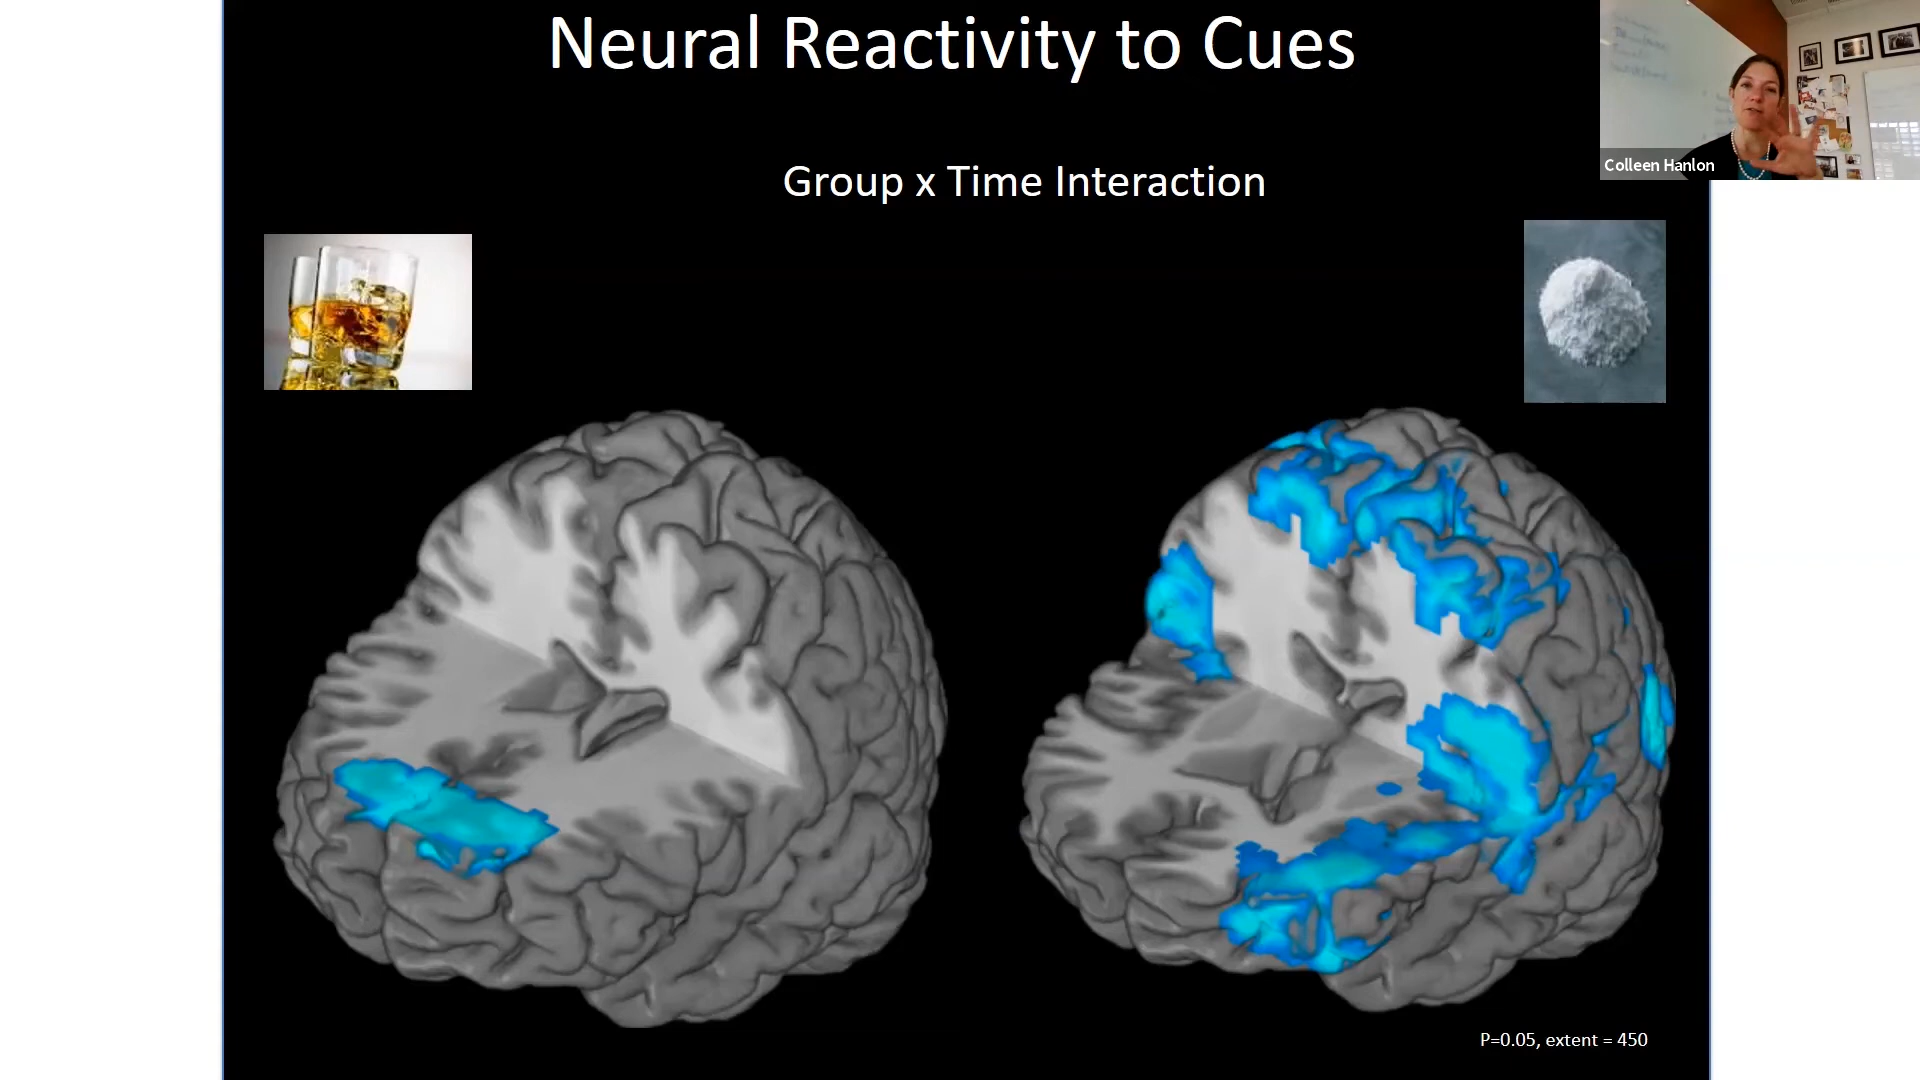 Neural Reactivity to Cues
Colleen Hanlon
Group x Time Interaction
P=0.05, extent = 450